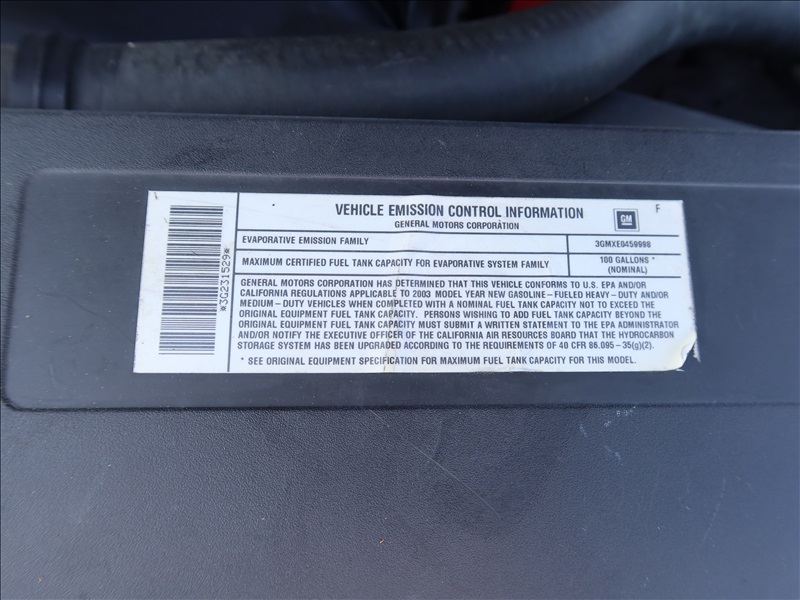 VEHICLE EMISSION CONTROL INFORMATION
GENERAL MOTORS CORPORATION
GM
F
EVAPORATIVE EMISSION FAMILY
3GMXE0459998
MAXIMUM CERTIFIED FUEL TANK CAPACITY FOR EVAPORATIVE SYSTEM FAMILY
100 GALLONS *
(NOMINAL)
*3G231529*
GENERAL MOTORS CORPORATION HAS DETERMINED THAT THIS VEHICLE CONFORMS TO U.S. EPA AND/OR
CALIFORNIA REGULATIONS APPLICABLE TO 2003 MODEL YEAR NEW GASOLINE – FUELED HEAVY – DUTY AND/OR
MEDIUM – DUTY VEHICLES WHEN COMPLETED WITH A NOMINAL FUEL TANK CAPACITY NOT TO EXCEED THE
ORIGINAL EQUIPMENT FUEL TANK CAPACITY. PERSONS WISHING TO ADD FUEL TANK CAPACITY BEYOND THE
ORIGINAL EQUIPMENT FUEL TANK CAPACITY MUST SUBMIT A WRITTEN STATEMENT TO THE EPA ADMINISTRATOR
AND/OR NOTIFY THE EXECUTIVE OFFICER OF THE CALIFORNIA AIR RESOURCES BOARD THAT THE HYDROCARBON
STORAGE SYSTEM HAS BEEN UPGRADED ACCORDING TO THE REQUIREMENTS OF 40 CFR 86.095 – 35(g)(2).
* SEE ORIGINAL EQUIPMENT SPECIFICATION FOR MAXIMUM FUEL TANK CAPACITY FOR THIS MODEL.